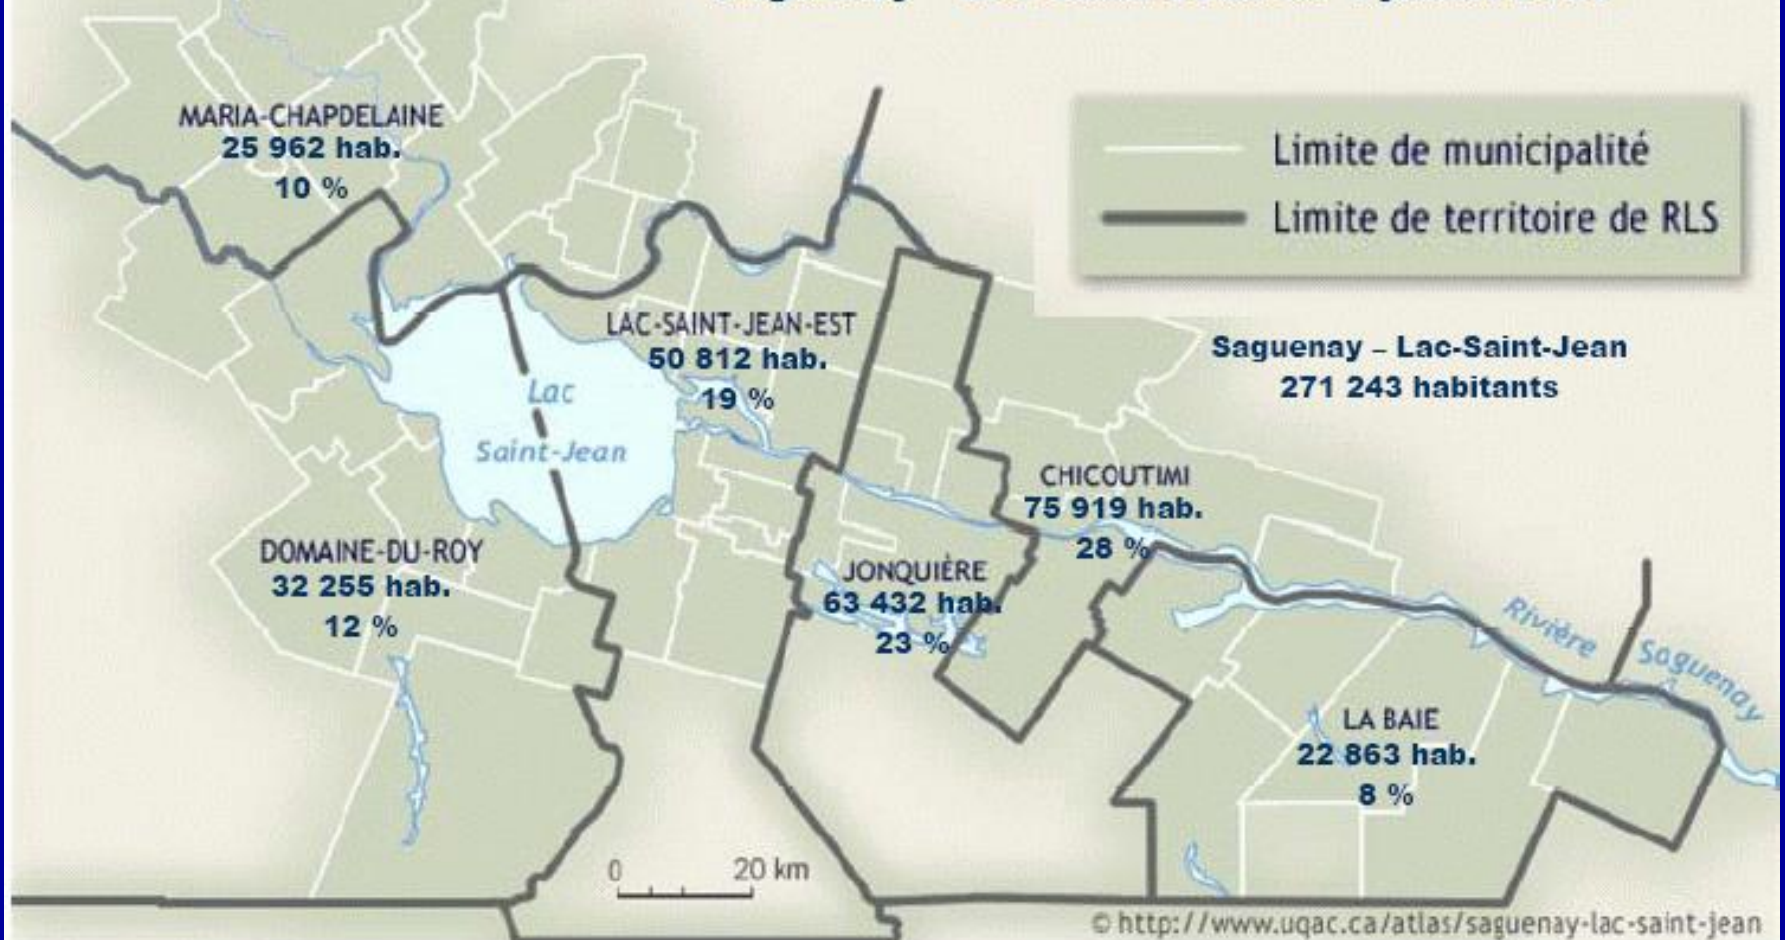 MARIA-CHAPDELAINE
25 962 hab.
10 %
Limite de municipalité
Limite de territoire de RLS
LAC-SAINT-JEAN-EST
50 812 hab.
19 %
Saguenay – Lac-Saint-Jean
271 243 habitants
Lac
Saint-Jean
CHICOUTIMI
75 919 hab.
28 %
DOMAINE-DU-ROY
32 255 hab.
12 %
JONQUIÈRE
63 432 hab.
23 %
Rivière Saguenay
LA BAIE
22 863 hab.
8 %
0 20 km
© http://www.uqac.ca/atlas/saguenay-lac-saint-jean